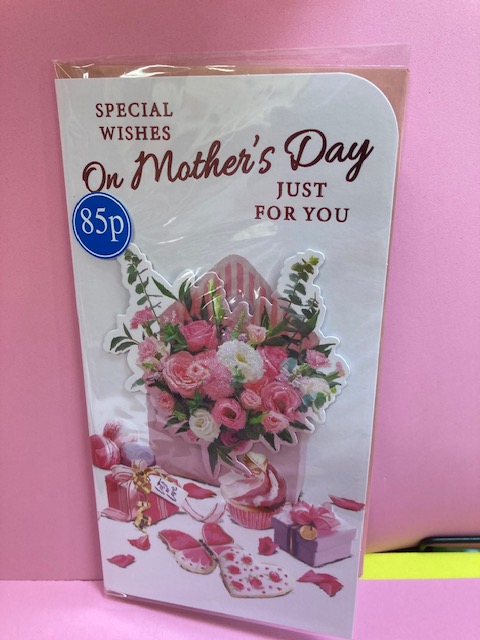 SPECIAL
WISHES
On Mother's Day
JUST
FOR YOU
85p